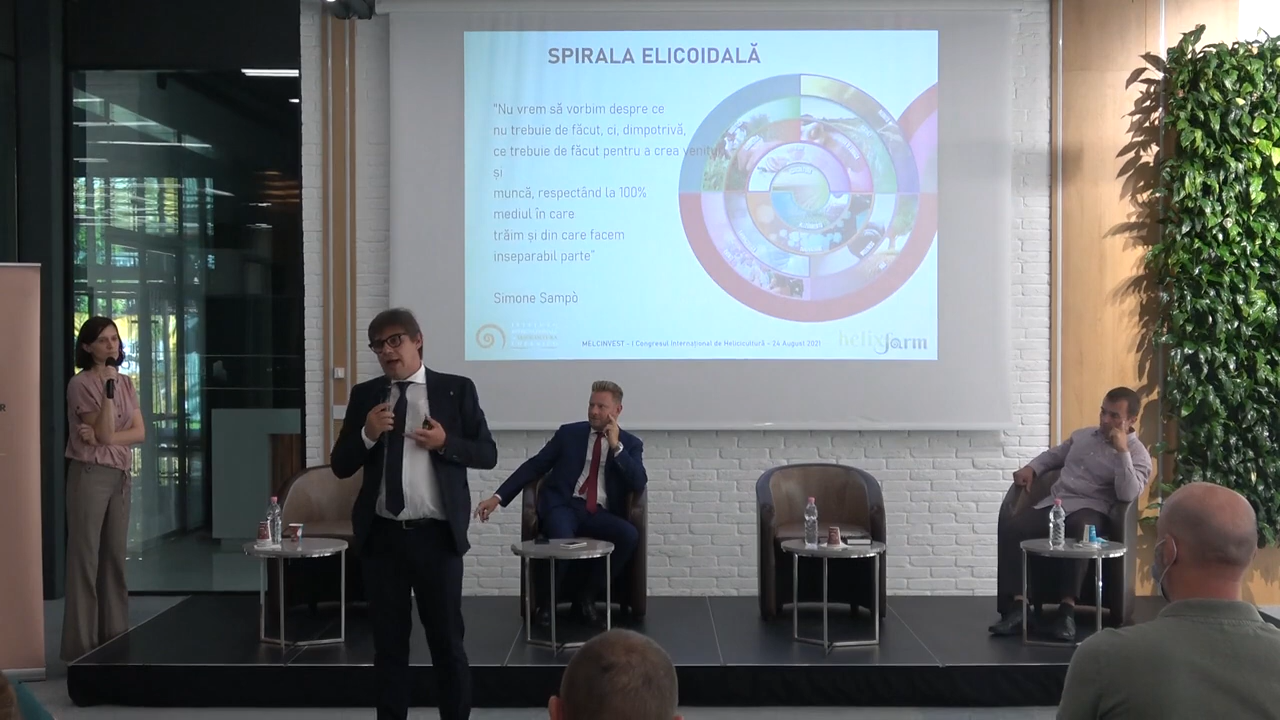 SPIRALA ELICOIDALĂ
"Nu vrem să vorbim despre ce
nu trebuie de făcut, ci, dimpotrivă,
ce trebuie de făcut pentru a crea venituri
și
muncă, respectând la 100%
mediul în care
trăim și din care facem
inseparabil parte"
Simone Sampò
MELCINVEST – I Congresul Internațional de Helicicultură – 24 August 2021
helixfarm
R